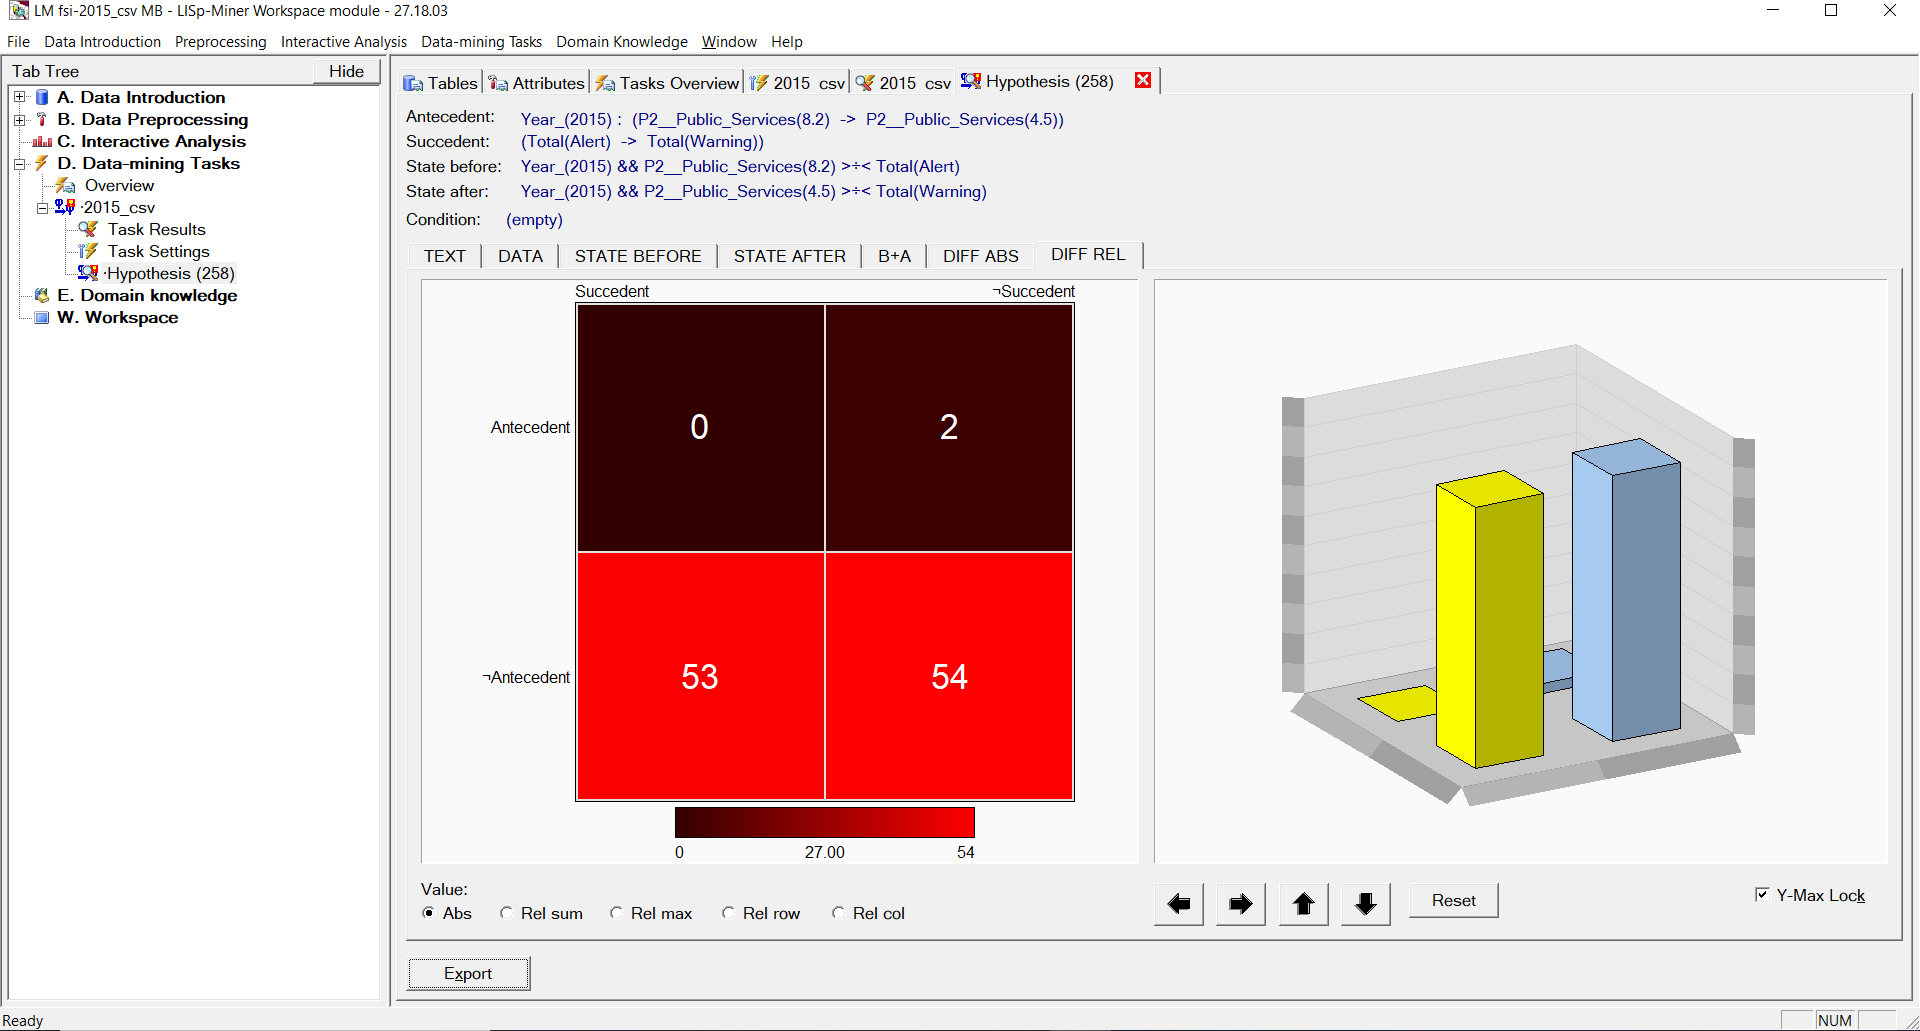 LM fsi-2015_csv MB - LISp-Miner Workspace module - 27.18.03
File Data Introduction Preprocessing Interactive Analysis Data-mining Tasks Domain Knowledge Window Help
Tab Tree Hide
A. Data Introduction
B. Data Preprocessing
C. Interactive Analysis
D. Data-mining Tasks
Overview
·2015_csv
Task Results
Task Settings
·Hypothesis (258)
E. Domain knowledge
W. Workspace
Tables Attributes Tasks Overview 2015 csv 2015 csv Hypothesis (258)
Antecedent: Year_(2015) : (P2__Public_Services(8.2) -> P2__Public_Services(4.5))
Succedent: (Total(Alert) -> Total(Warning))
State before: Year_(2015) && P2__Public_Services(8.2) >÷< Total(Alert)
State after: Year_(2015) && P2__Public_Services(4.5) >÷< Total(Warning)
Condition: (empty)
TEXT DATA STATE BEFORE STATE AFTER B+A DIFF ABS DIFF REL
Succedent ¬Succedent
Antecedent 0 2
¬Antecedent 53 54
0 27.00 54
Value:
Abs Rel sum Rel max Rel row Rel col
Reset
Y-Max Lock
Export
Ready NUM